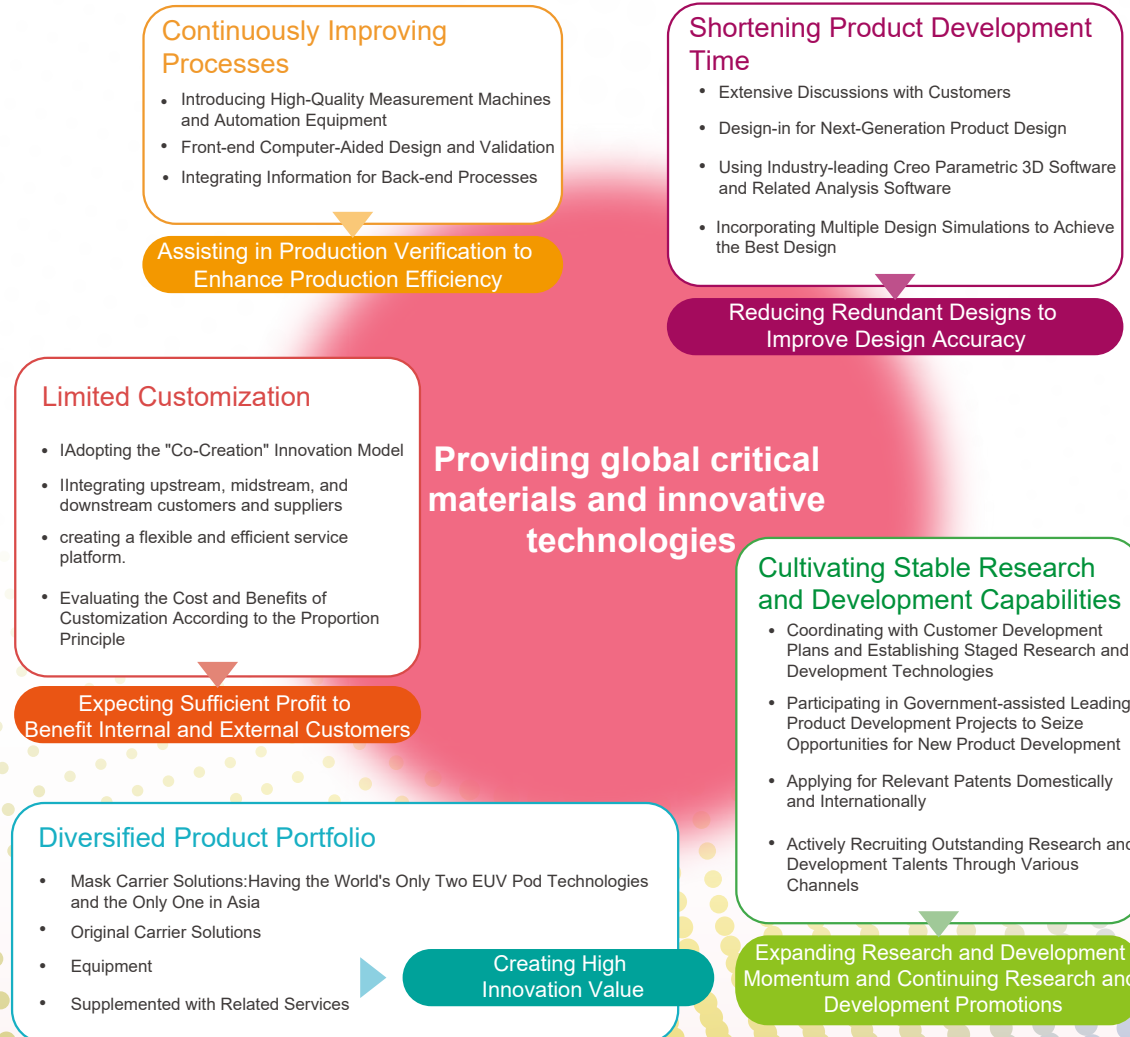 Continuously Improving
Processes
• Introducing High-Quality Measurement Machines
and Automation Equipment
• Front-end Computer-Aided Design and Validation
• Integrating Information for Back-end Processes
Assisting in Production Verification to
Enhance Production Efficiency
Shortening Product Development
Time
• Extensive Discussions with Customers
• Design-in for Next-Generation Product Design
• Using Industry-leading Creo Parametric 3D Software
and Related Analysis Software
• Incorporating Multiple Design Simulations to Achieve
the Best Design
Reducing Redundant Designs to
Improve Design Accuracy
Limited Customization
• IAdopting the "Co-Creation" Innovation Model
• IIntegrating upstream, midstream, and
downstream customers and suppliers
• creating a flexible and efficient service
platform.
• Evaluating the Cost and Benefits of
Customization According to the Proportion
Principle
Expecting Sufficient Profit to
Benefit Internal and External Customers
Providing global critical
materials and innovative
technologies
Cultivating Stable Research
and Development Capabilities
• Coordinating with Customer Development
Plans and Establishing Staged Research and
Development Technologies
• Participating in Government-assisted Leading
Product Development Projects to Seize
Opportunities for New Product Development
• Applying for Relevant Patents Domestically
and Internationally
• Actively Recruiting Outstanding Research and
Development Talents Through Various
Channels
Expanding Research and Development
Momentum and Continuing Research and
Development Promotions
Diversified Product Portfolio
• Mask Carrier Solutions:Having the World's Only Two EUV Pod Technologies
and the Only One in Asia
• Original Carrier Solutions
• Equipment
• Supplemented with Related Services
Creating High
Innovation Value